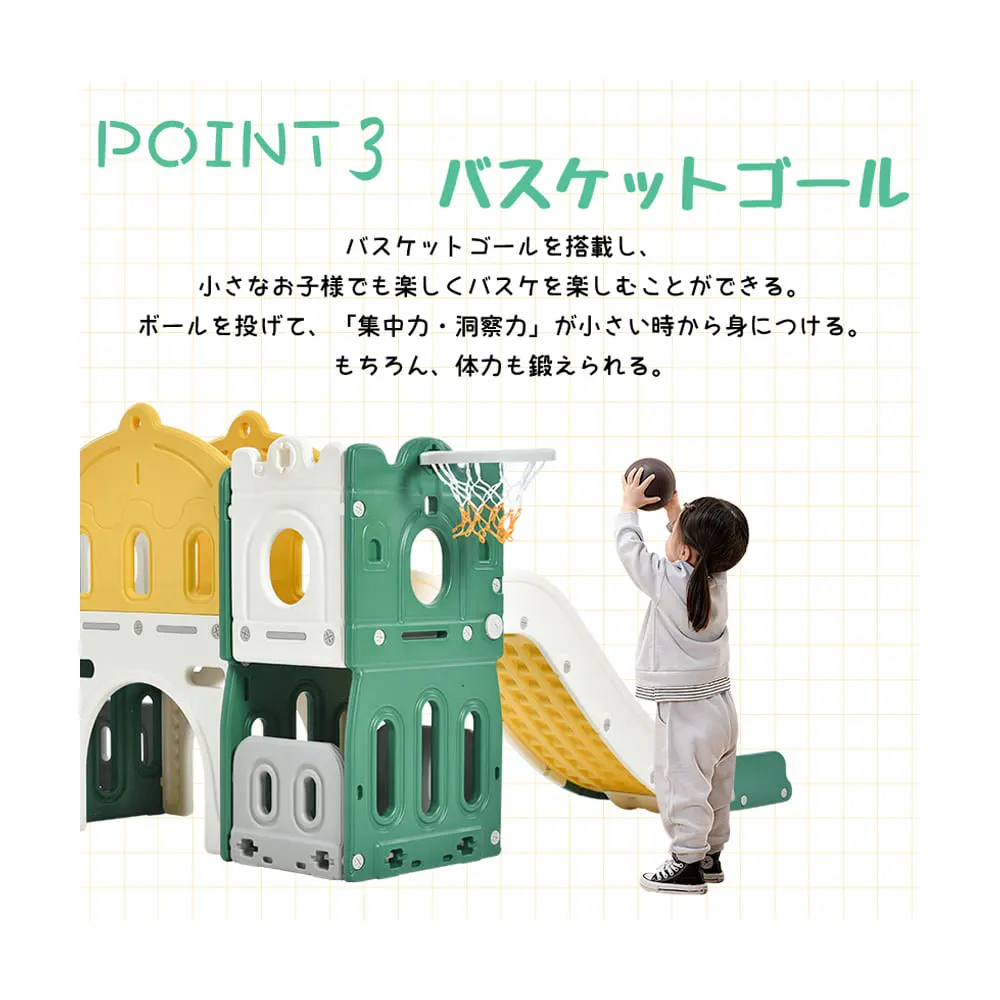 POINT3
バスケットゴール
バスケットゴールを搭載し、
小さなお子様でも楽しくバスケを楽しむことができる。
ボールを投げて、「集中力・洞察力」が小さい時から身につける。
もちろん、体力も鍛えられる。